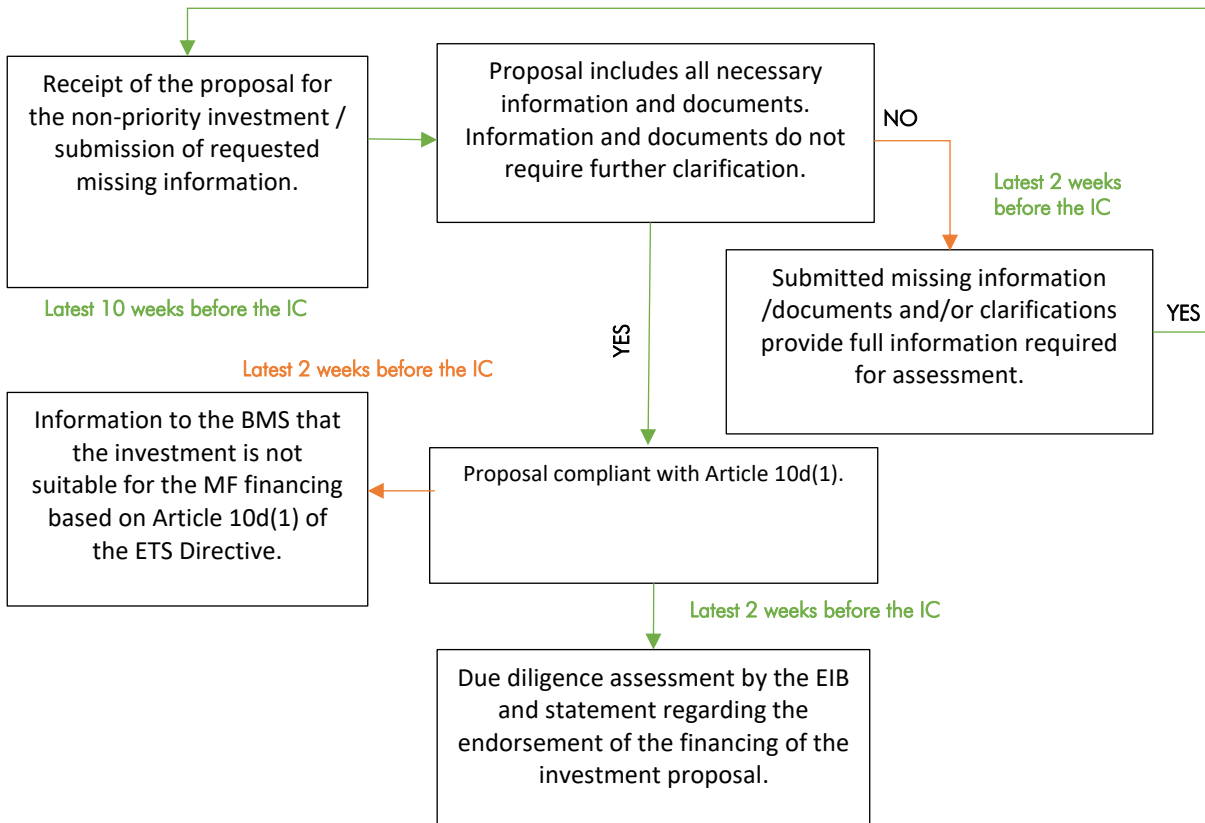 Receipt of the proposal for
the non-priority investment /
submission of requested
missing information.
Latest 10 weeks before the IC
Proposal includes all necessary
information and documents.
Information and documents do not
require further clarification.
NO
Latest 2 weeks
before the IC
Submitted missing information
/documents and/or clarifications
provide full information required
for assessment.
YES
YES
Latest 2 weeks before the IC
Information to the BMS that
the investment is not
suitable for the MF financing
based on Article 10d(1) of
the ETS Directive.
Proposal compliant with Article 10d(1).
Latest 2 weeks before the IC
Due diligence assessment by the EIB
and statement regarding the
endorsement of the financing of the
investment proposal.